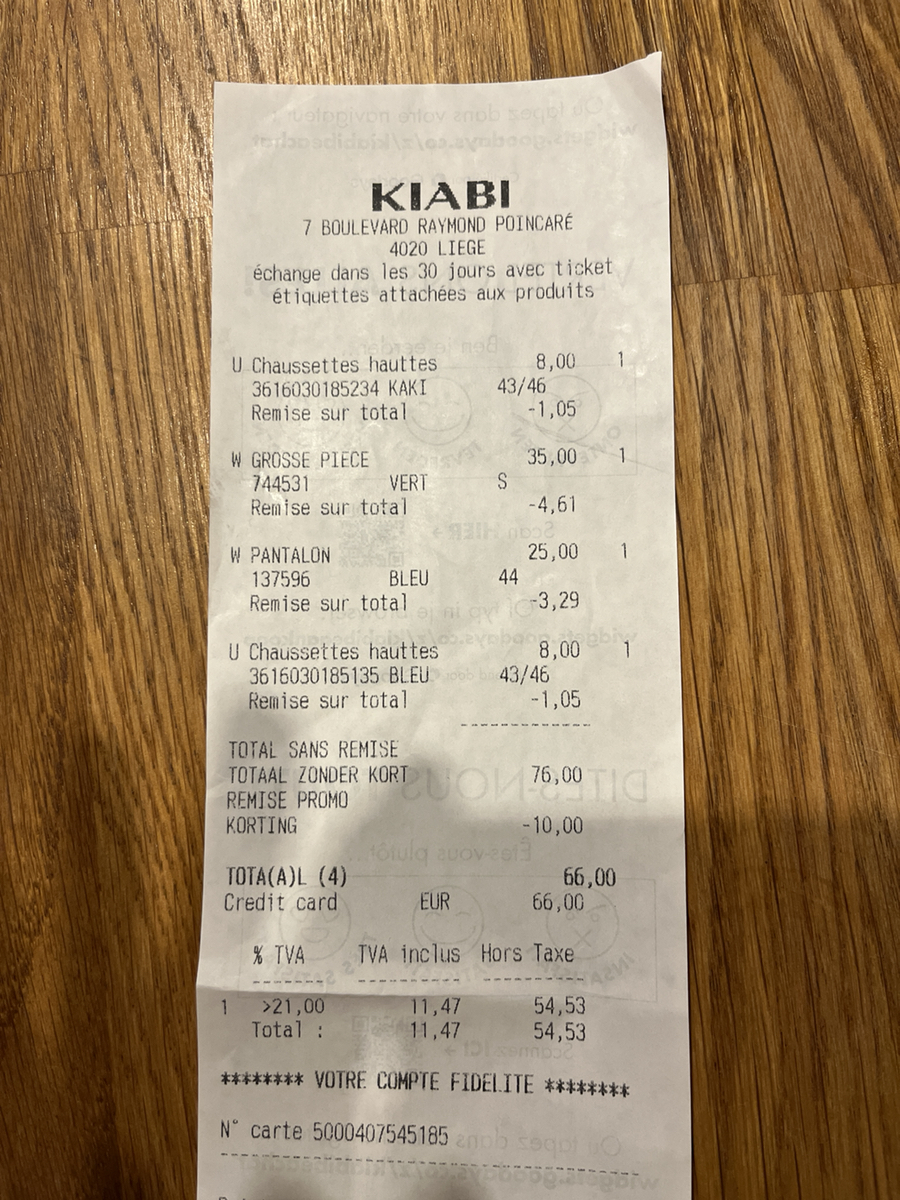 KIABI
7 BOULEVARD RAYMOND POINCARÉ
4020 LIEGE
échange dans les 30 jours avec ticket
étiquettes attachées aux produits
U Chaussettes hauttes 8,00 1
3616030185234 KAKI 43/46
Remise sur total -1,05
W GROSSE PIECE 35,00 1
744531 VERT S
Remise sur total -4,61
W PANTALON 25,00 1
137596 BLEU 44
Remise sur total -3,29
U Chaussettes hauttes 8,00 1
3616030185135 BLEU 43/46
Remise sur total -1,05
TOTAL SANS REMISE
TOTAAL ZONDER KORT 76,00
REMISE PROMO
KORTING -10,00
TOTA(A)L (4) 66,00
Credit card EUR 66,00
% TVA TVA inclus Hors Taxe
1 >21,00 11,47 54,53
Total : 11,47 54,53
******** VOTRE COMPTE FIDELITE ********
N° carte 5000407545185